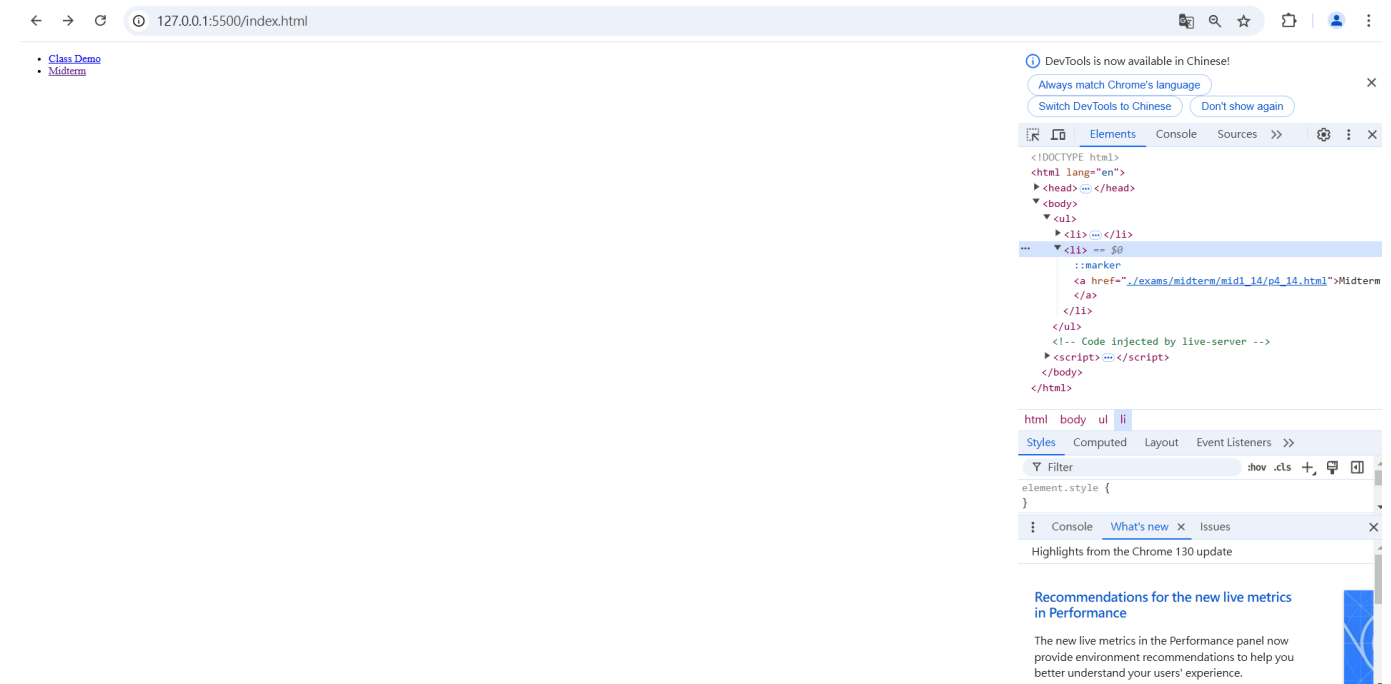 127.0.0.1:5500/index.html
Class Demo
Midterm
DevTools is now available in Chinese!
Always match Chrome's language
Switch DevTools to Chinese
Don't show again
Elements Console Sources
<!DOCTYPE html>
<html lang="en">
<head> </head>
<body>
<ul>
<li> </li>
<li> == $0
::marker
<a href="./exams/midterm/mid1_14/p4_14.html">Midterm
</a>
</li>
</ul>
<!-- Code injected by live-server -->
<script> </script>
</body>
</html>
html body ul li
Styles Computed Layout Event Listeners
Filter :hov .cls
element.style {
}
Console What's new Issues
Highlights from the Chrome 130 update
Recommendations for the new live metrics
in Performance
The new live metrics in the Performance panel now
provide environment recommendations to help you
better understand your users' experience.